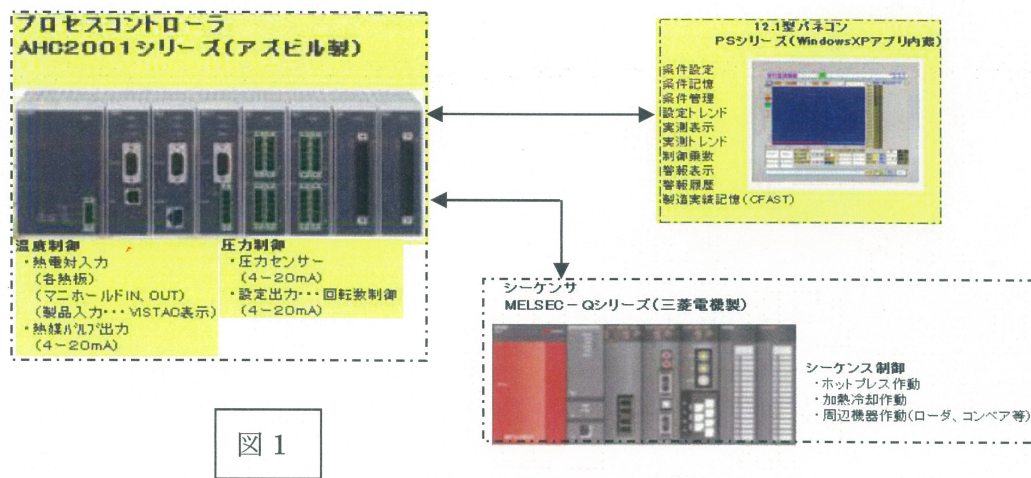 プロセスコントローラ
AHC2001シリーズ(アズビル製)
温度制御
・熱電対入力
(各熱板)
(マニホールドIN、OUT)
(製品入力・・・VISTAC表示)
・熱媒バルブ出力
(4~20mA)
圧力制御
・圧力センサー
(4~20mA)
・設定出力・・・回転数制御
(4~20mA)
12.1型パネコン
PSシリーズ(WindowsXPアプリ内蔵)
条件設定
条件記憶
条件管理
設定トレンド
実測表示
実測トレンド
制御乗数
警報表示
警報履歴
製造実績記憶(CFAST)
シーケンサ
MELSEC-Qシリーズ(三菱電機製)
シーケンス制御
・ホットプレス作動
・加熱冷却作動
・周辺機器作動(ローダ、コンベア等)
図1